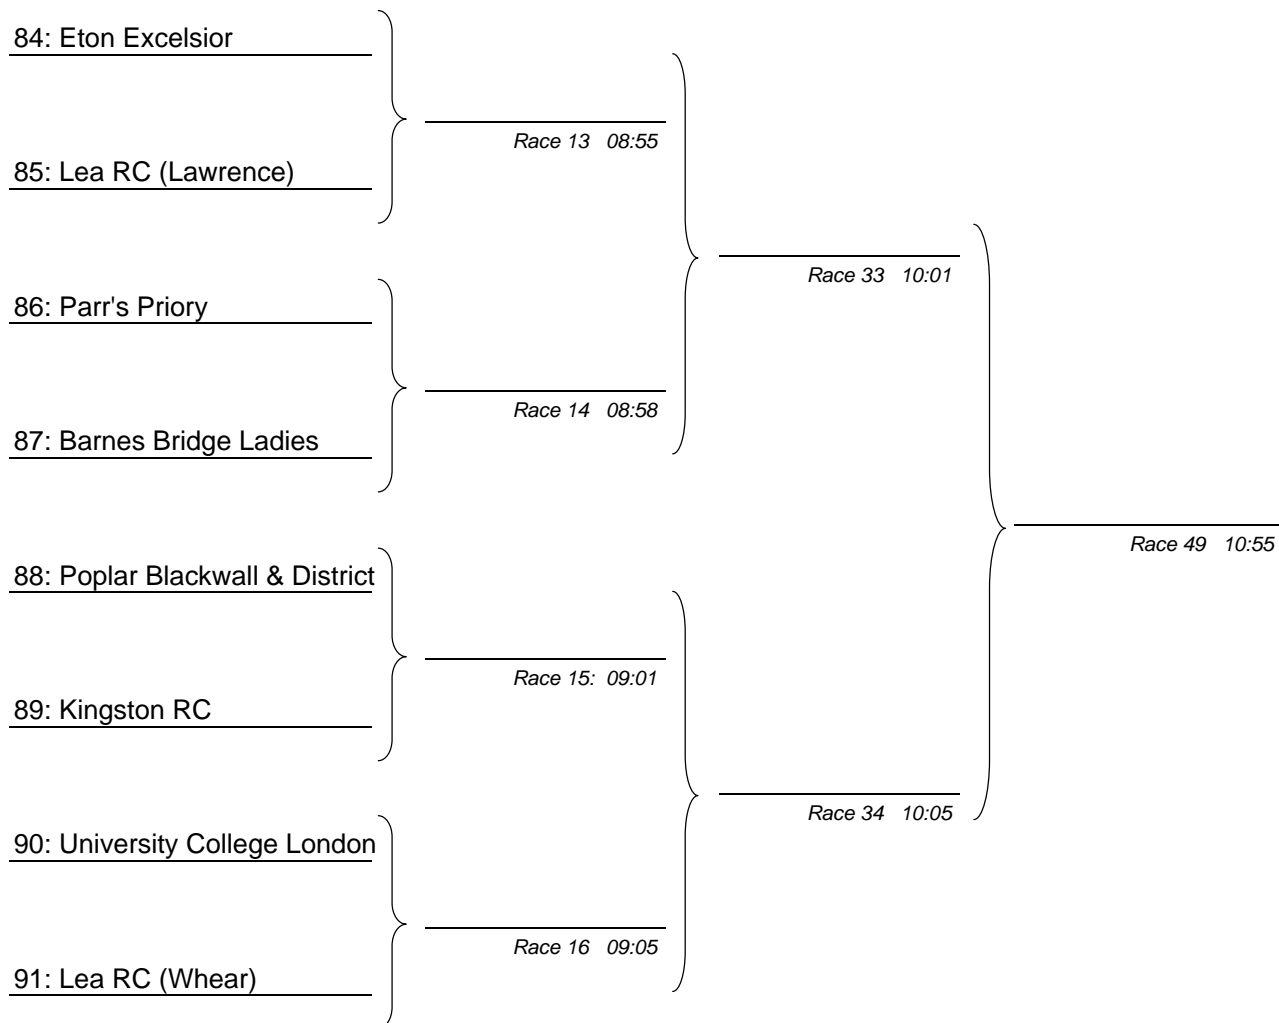 84: Eton Excelsior
Race 13 08:55
85: Lea RC (Lawrence)
Race 33 10:01
86: Parr's Priory
Race 14 08:58
87: Barnes Bridge Ladies
Race 49 10:55
88: Poplar Blackwall & District
Race 15: 09:01
89: Kingston RC
Race 34 10:05
90: University College London
Race 16 09:05
91: Lea RC (Whear)